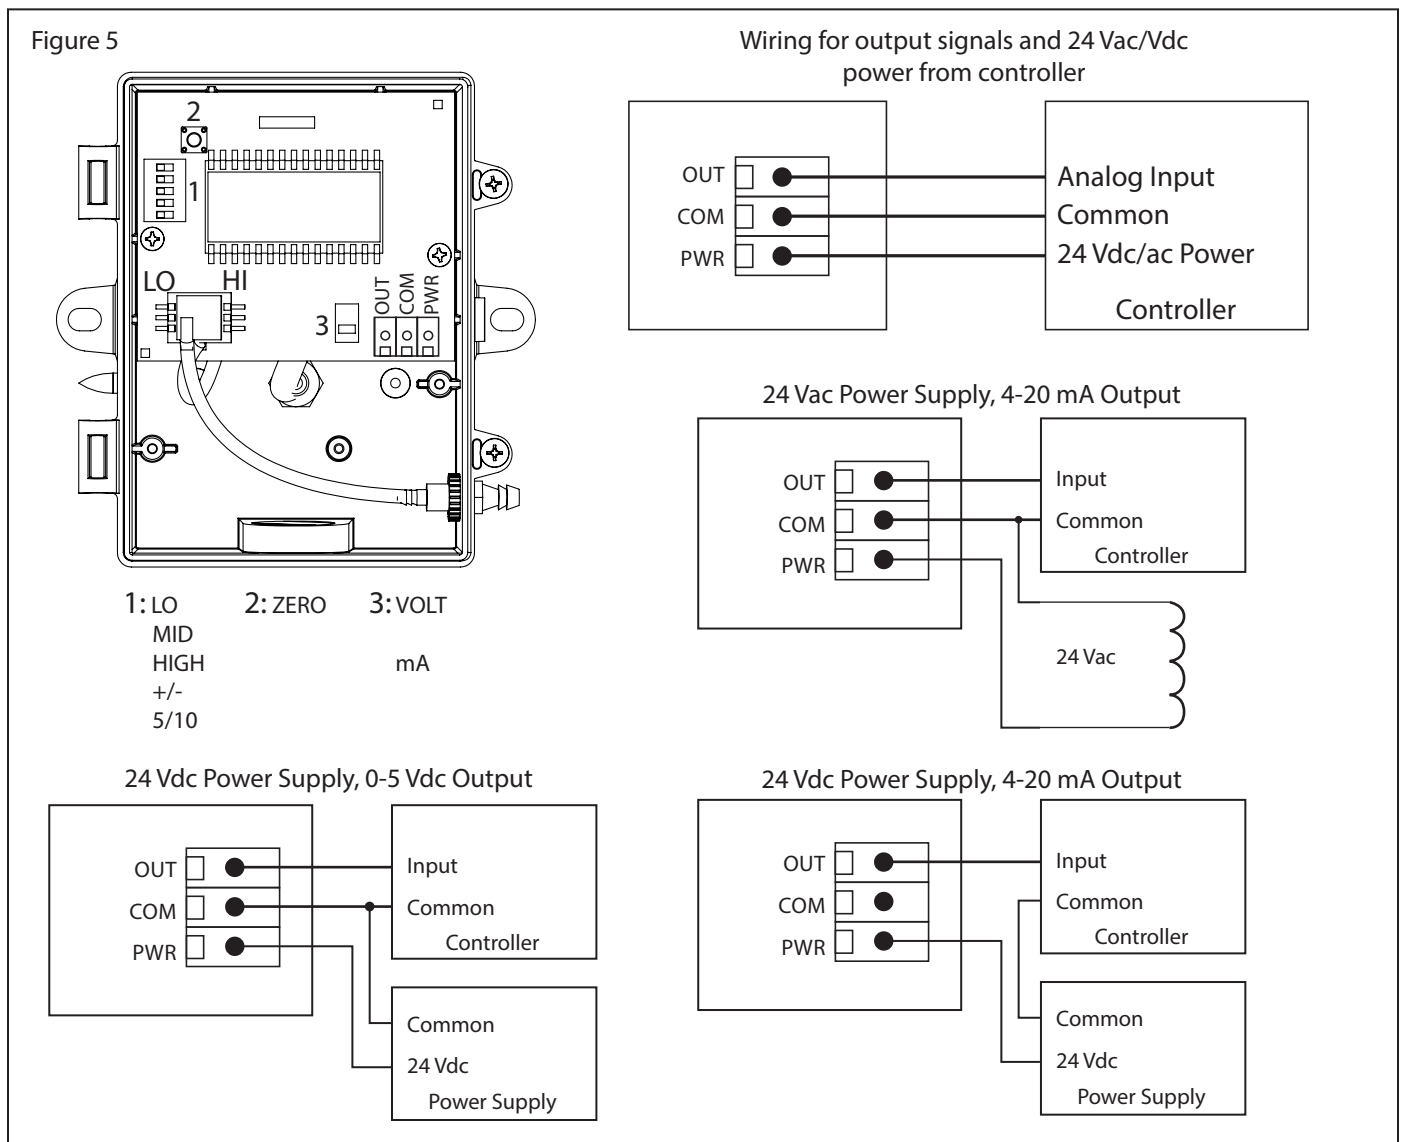 Figure 5
2
1
LO
HI
3
OUT
COM
PWR
1: LO
MID
HIGH
+/-
5/10
2: ZERO
3: VOLT
mA
Wiring for output signals and 24 Vac/Vdc
power from controller
OUT
COM
PWR
Analog Input
Common
24 Vdc/ac Power
Controller
24 Vac Power Supply, 4-20 mA Output
OUT
COM
PWR
Input
Common
Controller
24 Vac
24 Vdc Power Supply, 0-5 Vdc Output
OUT
COM
PWR
Input
Common
Controller
Common
24 Vdc
Power Supply
24 Vdc Power Supply, 4-20 mA Output
OUT
COM
PWR
Input
Common
Controller
Common
24 Vdc
Power Supply